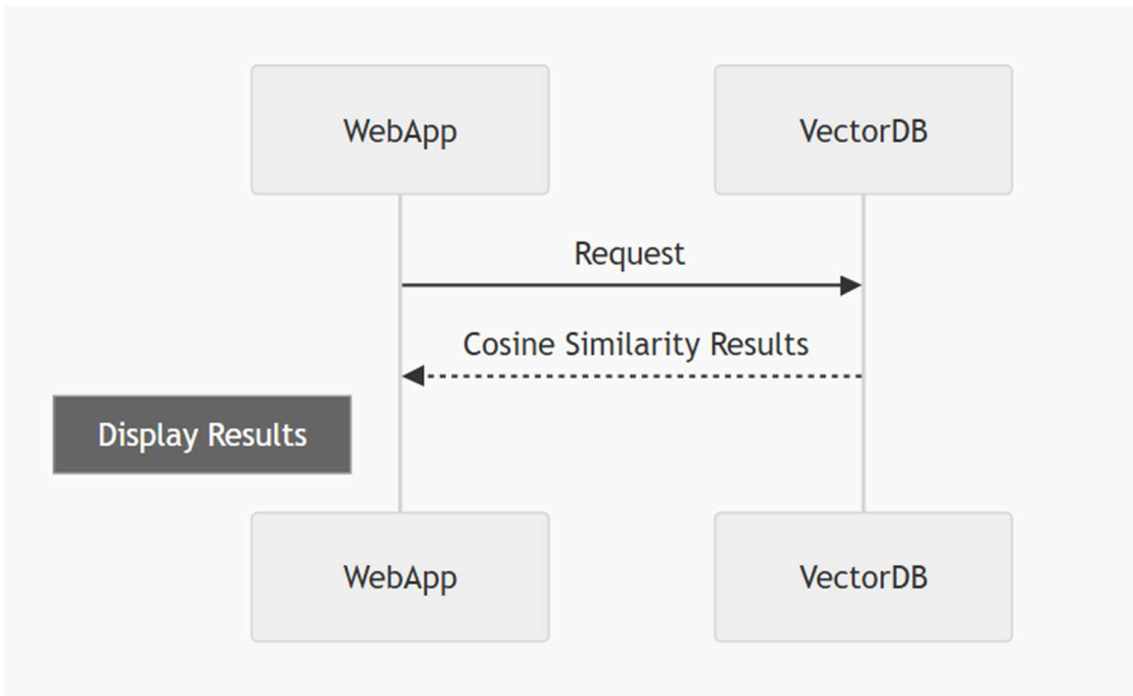 WebApp
VectorDB
Request
Cosine Similarity Results
Display Results
WebApp
VectorDB